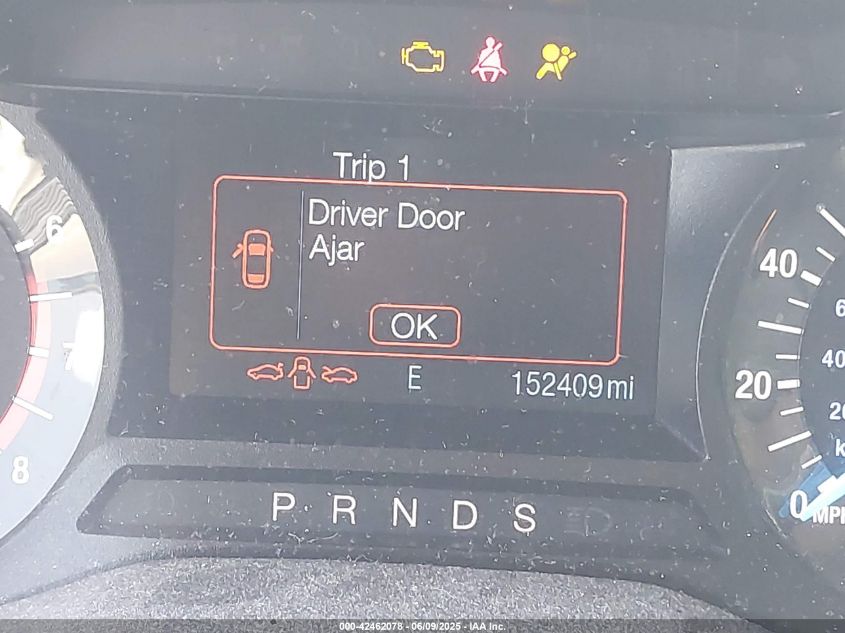 Trip 1
Driver Door
Ajar
OK
E
152409mi
6
7
8
40
20
0
MPH
P R N D S
000-42462078 - 06/09/2025 - IAA Inc.